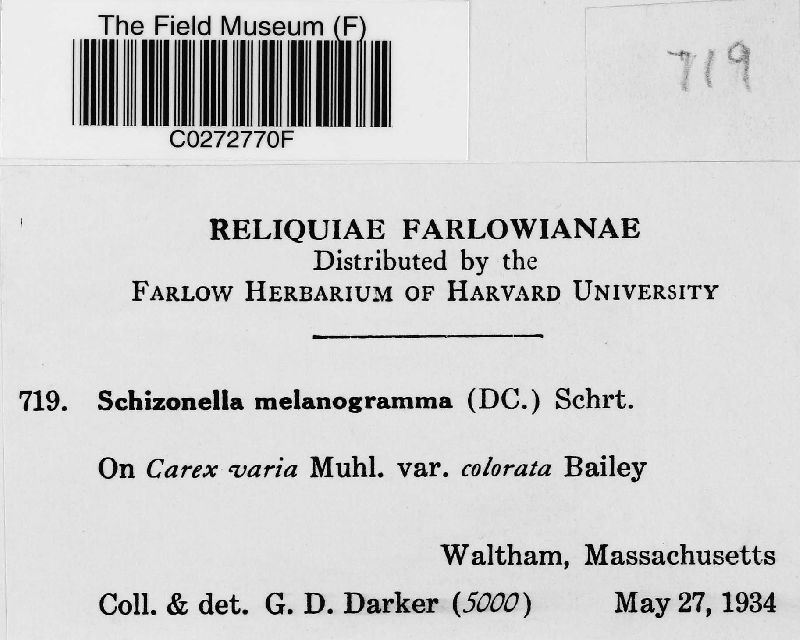 The Field Museum (F)
C0272770F
719
RELIQUIAE FARLOWIANAE
Distributed by the
FARLOW HERBARIUM OF HARVARD UNIVERSITY
719. Schizonella melanogramma (DC.) Schrt.
On Carex varia Muhl. var. colorata Bailey
Waltham, Massachusetts
Coll. & det. G. D. Darker (5000) May 27, 1934